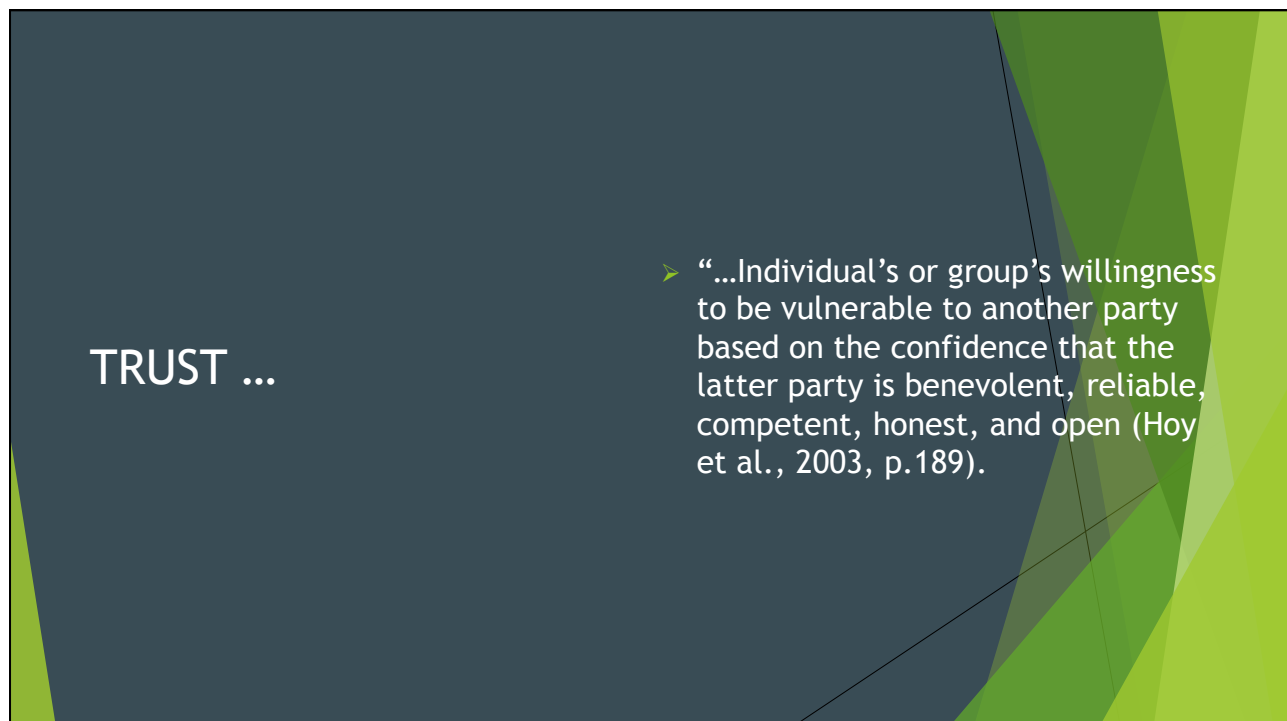 TRUST …
➢ “…Individual’s or group’s willingness
to be vulnerable to another party
based on the confidence that the
latter party is benevolent, reliable,
competent, honest, and open (Hoy
et al., 2003, p.189).